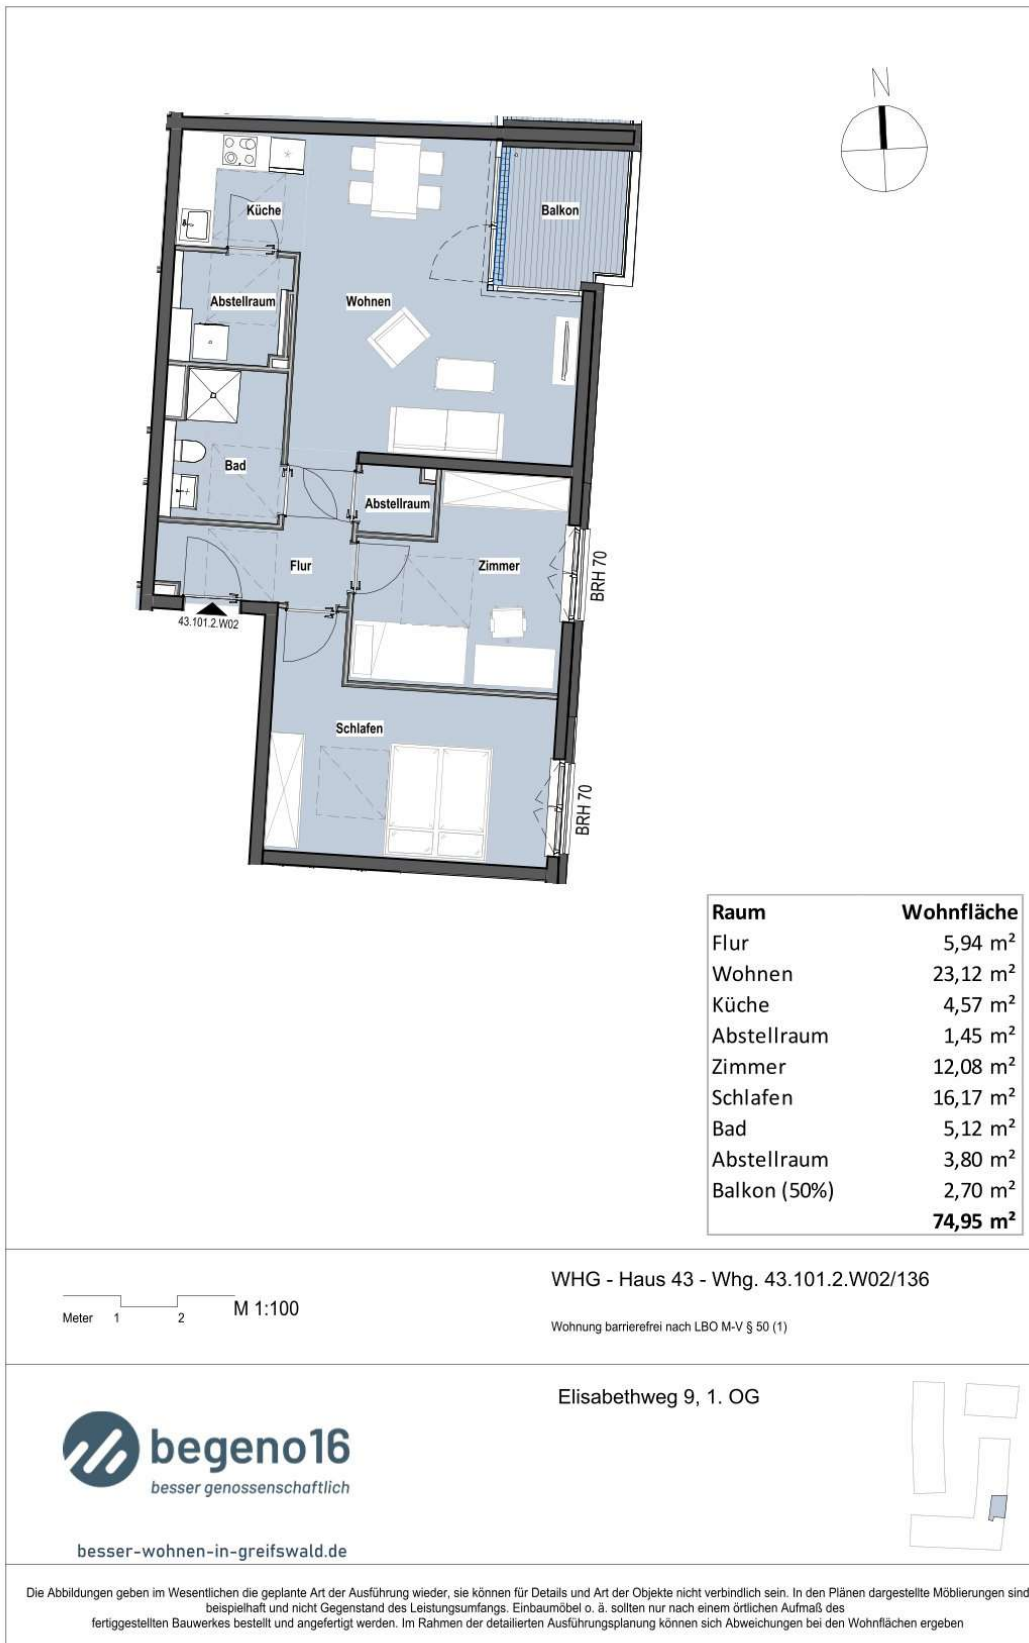 N
Küche
Balkon
Abstellraum
Wohnen
Bad
Abstellraum
Flur
Zimmer
BRH 70
43.101.2.W02
Schlafen
BRH 70
Raum Wohnfläche
Flur 5,94 m²
Wohnen 23,12 m²
Küche 4,57 m²
Abstellraum 1,45 m²
Zimmer 12,08 m²
Schlafen 16,17 m²
Bad 5,12 m²
Abstellraum 3,80 m²
Balkon (50%) 2,70 m²
74,95 m²
Meter 1 2 M 1:100
WHG - Haus 43 - Whg. 43.101.2.W02/136
Wohnung barrierefrei nach LBO M-V § 50 (1)
Elisabethweg 9, 1. OG
begeno16
besser genossenschaftlich
besser-wohnen-in-greifswald.de
Die Abbildungen geben im Wesentlichen die geplante Art der Ausführung wieder, sie können für Details und Art der Objekte nicht verbindlich sein. In den Plänen dargestellte Möblierungen sind
beispielhaft und nicht Gegenstand des Leistungsumfangs. Einbaumöbel o. ä. sollten nur nach einem örtlichen Aufmaß des
fertiggestellten Bauwerkes bestellt und angefertigt werden. Im Rahmen der detailierten Ausführungsplanung können sich Abweichungen bei den Wohnflächen ergeben